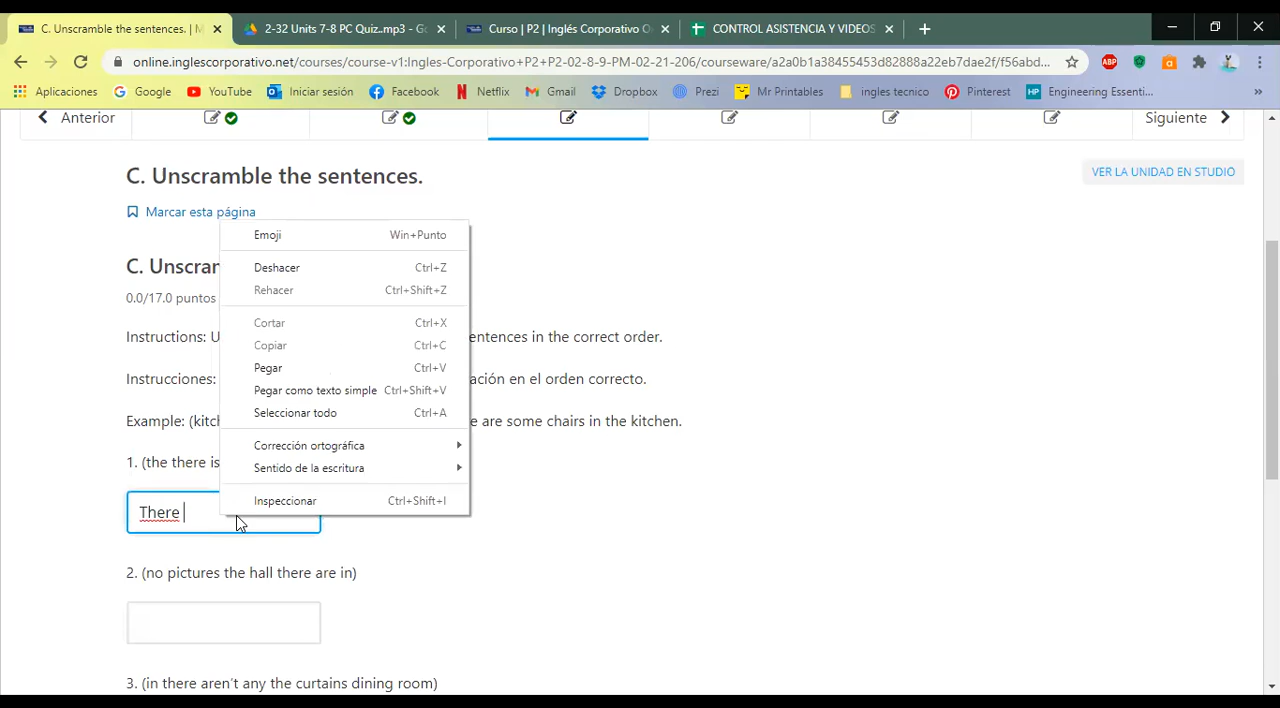 C. Unscramble the sentences. | M
2-32 Units 7-8 PC Quiz..mp3 - Go
Curso | P2 | Inglés Corporativo O
CONTROL ASISTENCIA Y VIDEOS
online.inglescorporativo.net/courses/course-v1:Ingles-Corporativo+P2+P2-02-8-9-PM-02-21-206/courseware/a2a0b1a38455453d82888a22eb7dae2f/f56abd...
ABP
Aplicaciones
Google
YouTube
Iniciar sesión
Facebook
Netflix
Gmail
Dropbox
Prezi
Mr Printables
ingles tecnico
Pinterest
HP
Engineering Essenti...
»
Anterior
Siguiente
C. Unscramble the sentences.
VER LA UNIDAD EN STUDIO
Marcar esta página
Emoji Win+Punto
C. Unscran
Deshacer Ctrl+Z
Rehacer Ctrl+Shift+Z
0.0/17.0 puntos
Cortar Ctrl+X
Instructions: U
entences in the correct order.
Copiar Ctrl+C
Pegar Ctrl+V
Instrucciones:
ación en el orden correcto.
Pegar como texto simple Ctrl+Shift+V
Seleccionar todo Ctrl+A
Example: (kitch
e are some chairs in the kitchen.
Corrección ortográfica
1. (the there is
Sentido de la escritura
Inspeccionar Ctrl+Shift+I
There
2. (no pictures the hall there are in)
3. (in there aren't any the curtains dining room)